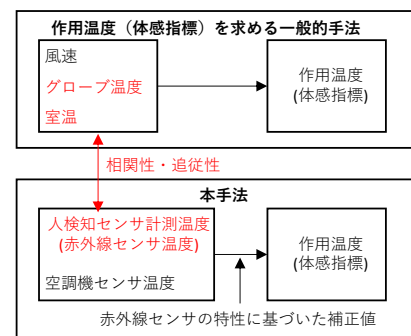 作用温度（体感指標）を求める一般的手法
風速
グローブ温度
室温
作用温度
(体感指標)
相関性・追従性
本手法
人検知センサ計測温度
(赤外線センサ温度)
空調機センサ温度
作用温度
(体感指標)
赤外線センサの特性に基づいた補正値